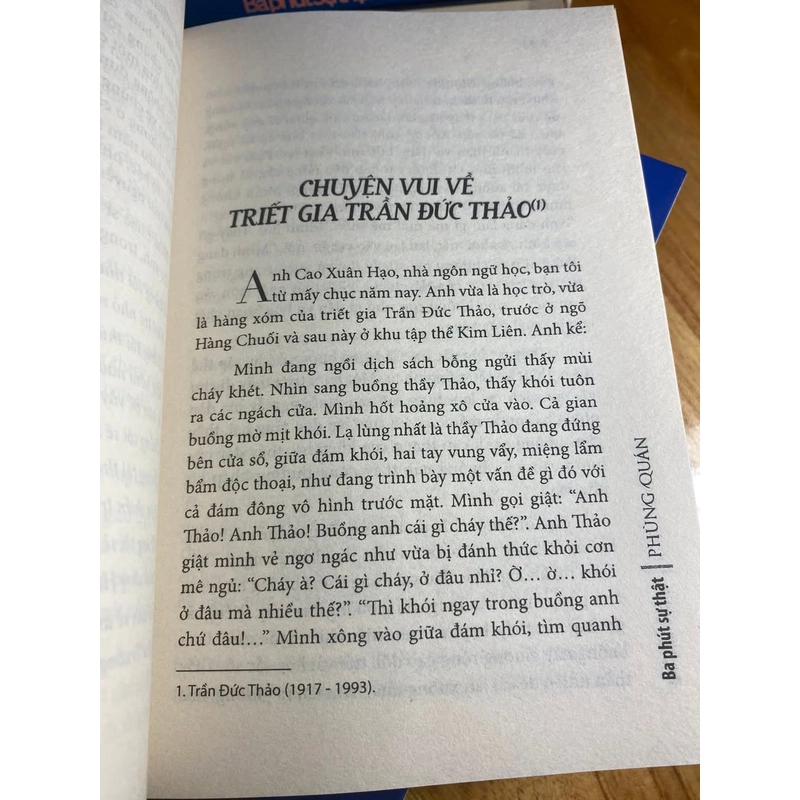 Ba phút sự thật
CHUYỆN VUI VỀ
TRIẾT GIA TRẦN ĐỨC THẢO(1)
Anh Cao Xuân Hạo, nhà ngôn ngữ học, bạn tôi
từ mấy chục năm nay. Anh vừa là học trò, vừa
là hàng xóm của triết gia Trần Đức Thảo, trước ở ngõ
Hàng Chuối và sau này ở khu tập thể Kim Liên. Anh kể:
Mình đang ngồi dịch sách bỗng ngửi thấy mùi
cháy khét. Nhìn sang buồng thầy Thảo, thấy khói tuôn
ra các ngách cửa. Mình hốt hoảng xô cửa vào. Cả gian
buồng mờ mịt khói. Lạ lùng nhất là thầy Thảo đang đứng
bên cửa sổ, giữa đám khói, hai tay vung vẩy, miệng lẩm
bẩm độc thoại, như đang trình bày một vấn đề gì đó với
cả đám đông vô hình trước mặt. Mình gọi giật: “Anh
Thảo! Anh Thảo! Buồng anh cái gì cháy thế?”. Anh Thảo
giật mình vẻ ngơ ngác như vừa bị đánh thức khỏi cơn
mê ngủ: “Cháy à? Cái gì cháy, ở đâu nhỉ? Ờ… ờ… khói
ở đâu mà nhiều thế?”. “Thì khói ngay trong buồng anh
chứ đâu!…” Mình xông vào giữa đám khói, tìm quanh
1. Trần Đức Thảo (1917 - 1993).
Ba phút sự thật | PHÙNG QUÁN